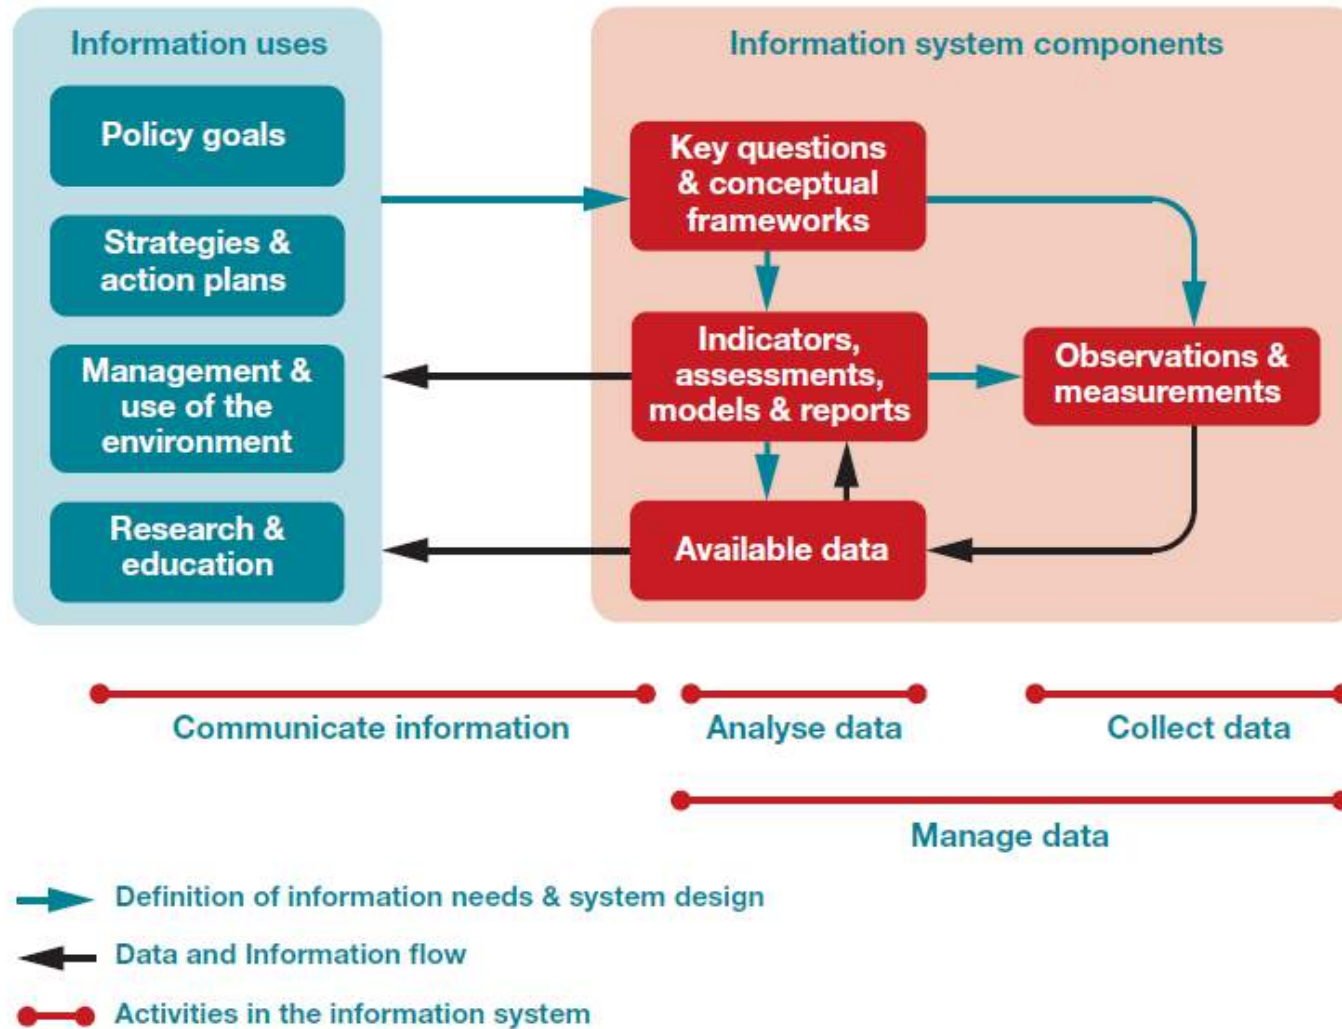 Information uses
Policy goals
Strategies &
action plans
Management &
use of the
environment
Research &
education
Information system components
Key questions
& conceptual
frameworks
Indicators,
assessments,
models & reports
Observations &
measurements
Available data
Communicate information
Analyse data
Collect data
Manage data
Definition of information needs & system design
Data and Information flow
Activities in the information system